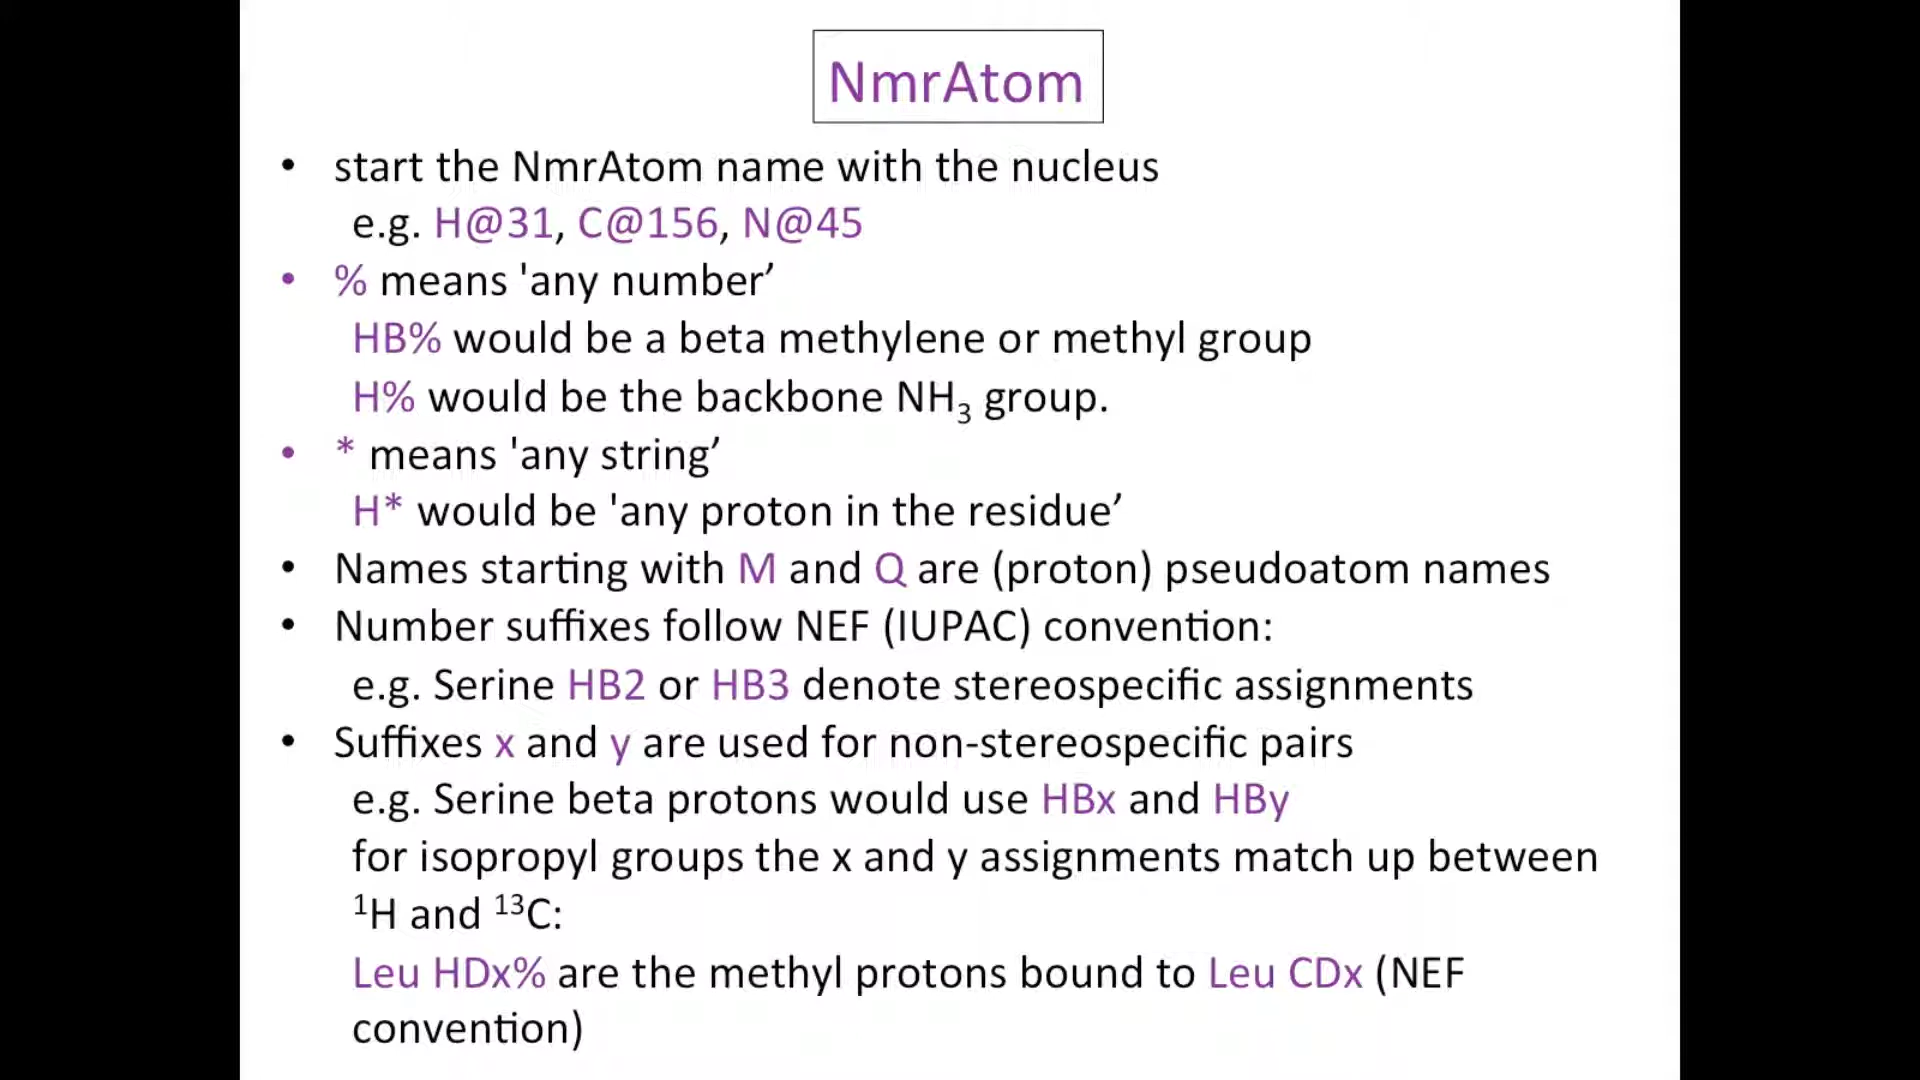 NmrAtom
• start the NmrAtom name with the nucleus
e.g. H@31, C@156, N@45
• % means 'any number’
HB% would be a beta methylene or methyl group
H% would be the backbone NH₃ group.
• * means 'any string’
H* would be 'any proton in the residue’
• Names starting with M and Q are (proton) pseudoatom names
• Number suffixes follow NEF (IUPAC) convention:
e.g. Serine HB2 or HB3 denote stereospecific assignments
• Suffixes x and y are used for non-stereospecific pairs
e.g. Serine beta protons would use HBx and HBy
for isopropyl groups the x and y assignments match up between
¹H and ¹³C:
Leu HDx% are the methyl protons bound to Leu CDx (NEF
convention)